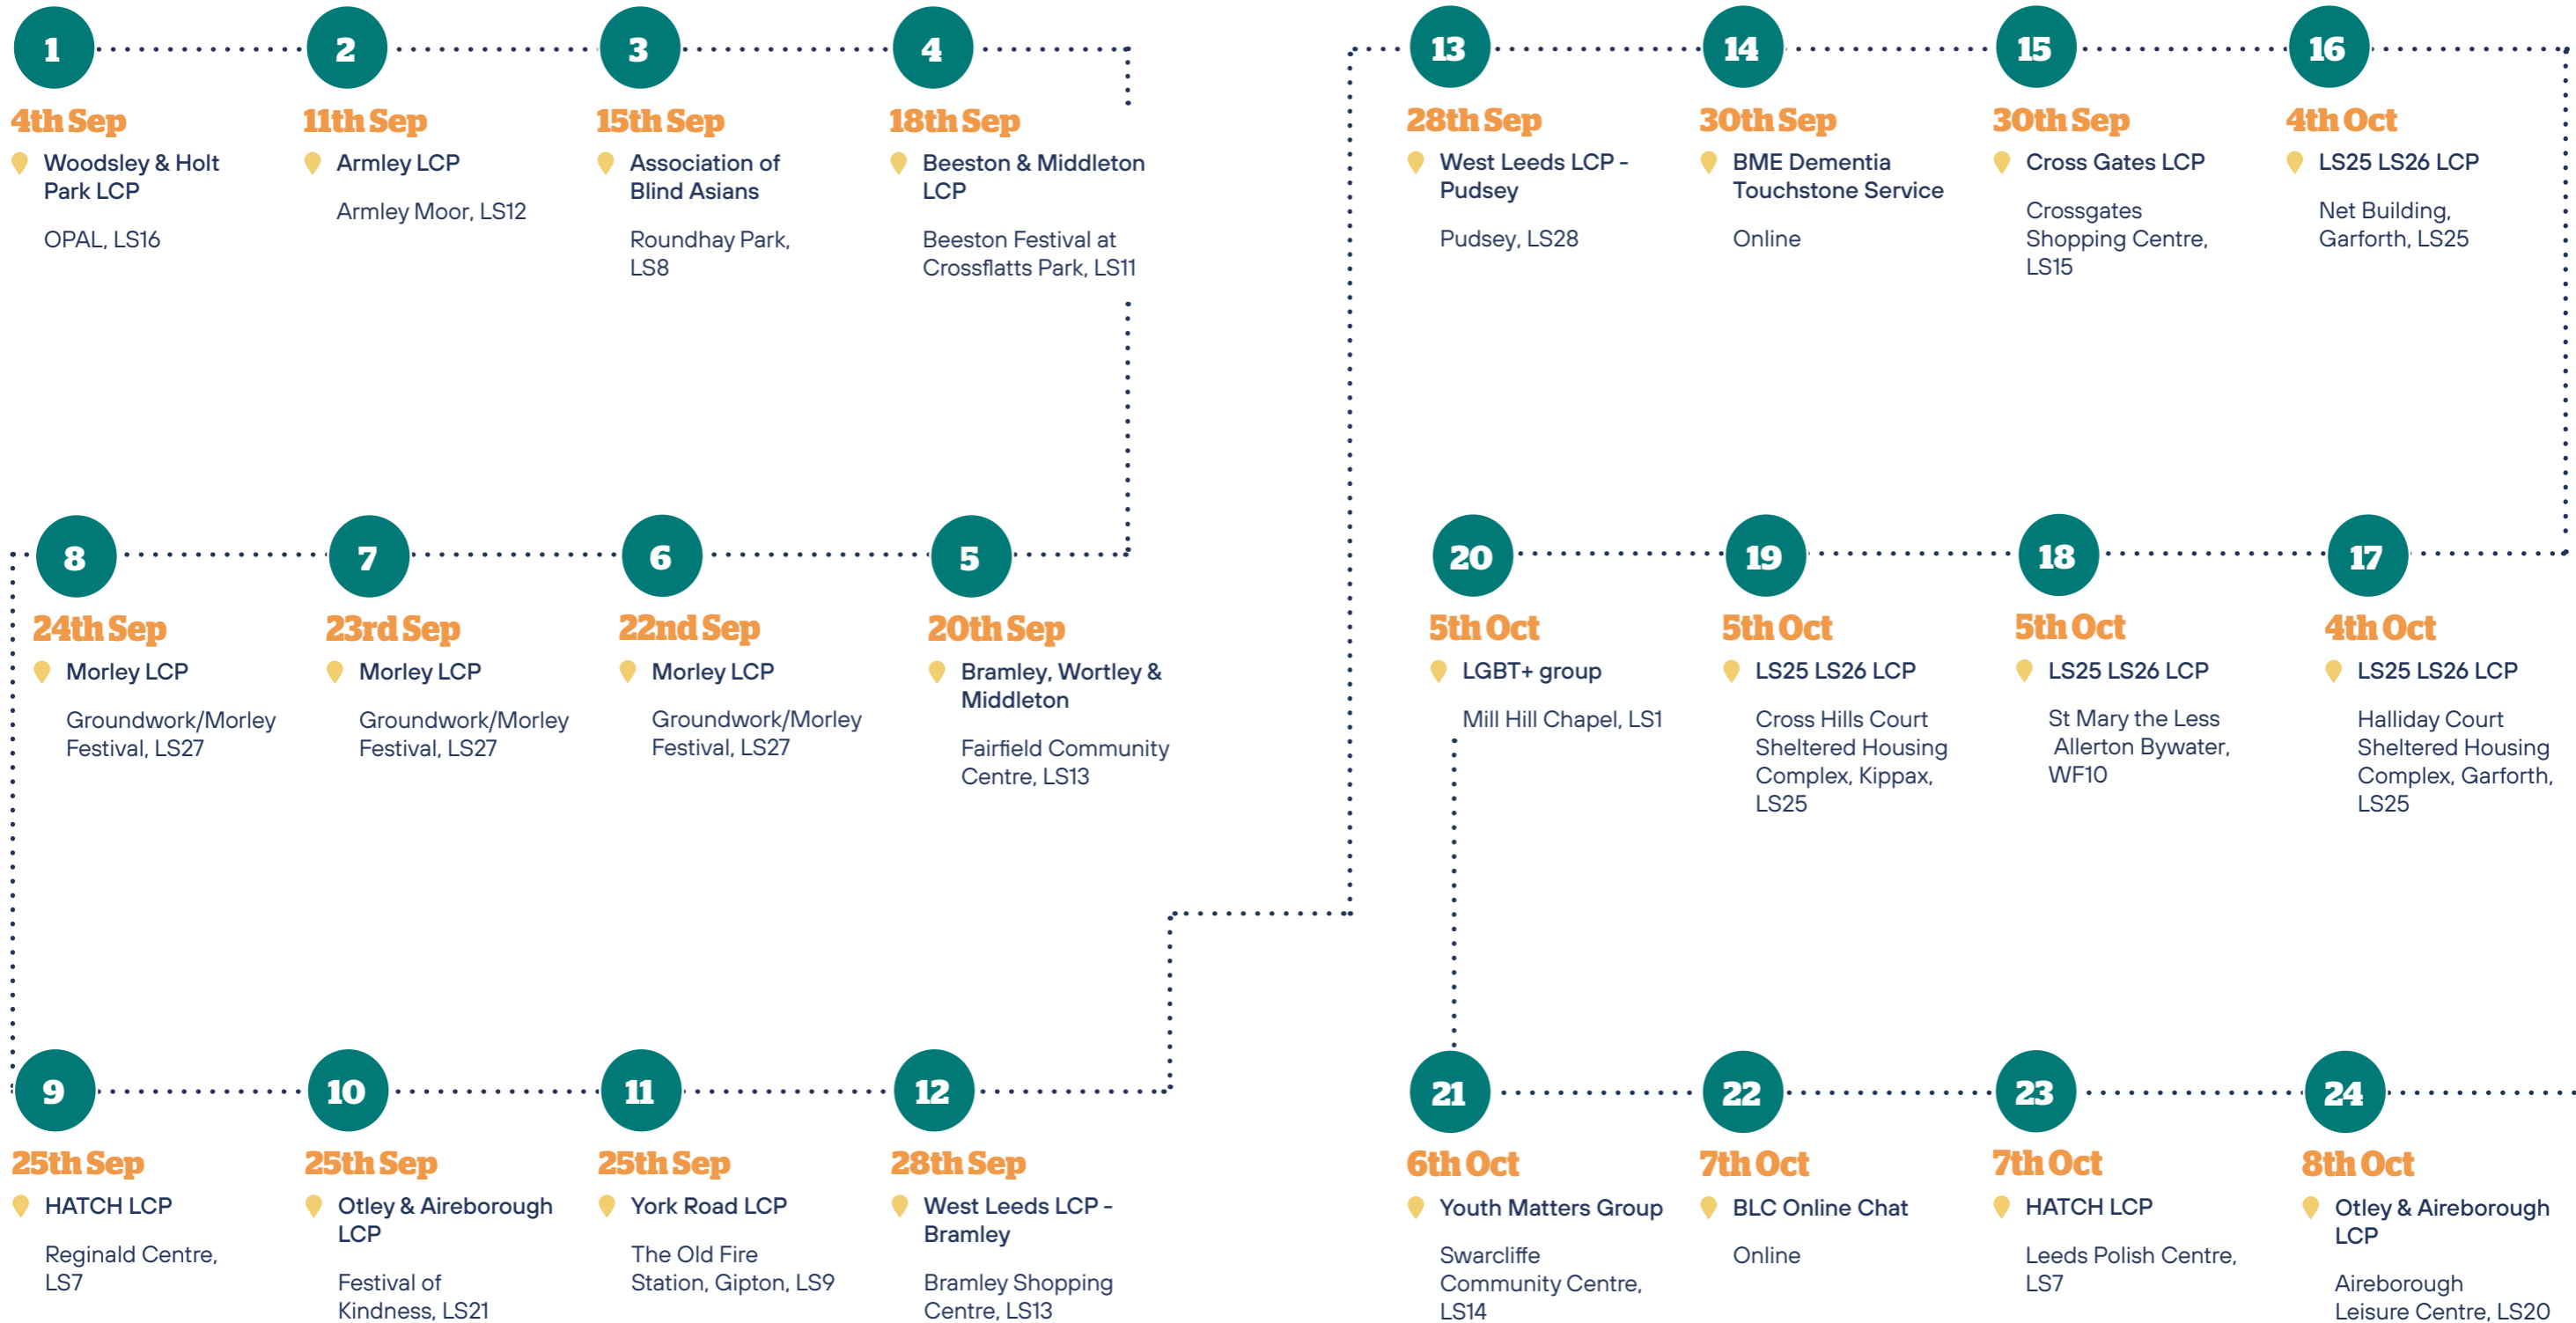 1
4th Sep
Woodsley & Holt
Park LCP
OPAL, LS16
2
11th Sep
Armley LCP
Armley Moor, LS12
3
15th Sep
Association of
Blind Asians
Roundhay Park,
LS8
4
18th Sep
Beeston & Middleton
LCP
Beeston Festival at
Crossflatts Park, LS11
5
20th Sep
Bramley, Wortley &
Middleton
Fairfield Community
Centre, LS13
6
22nd Sep
Morley LCP
Groundwork/Morley
Festival, LS27
7
23rd Sep
Morley LCP
Groundwork/Morley
Festival, LS27
8
24th Sep
Morley LCP
Groundwork/Morley
Festival, LS27
9
25th Sep
HATCH LCP
Reginald Centre,
LS7
10
25th Sep
Otley & Aireborough
LCP
Festival of
Kindness, LS21
11
25th Sep
York Road LCP
The Old Fire
Station, Gipton, LS9
12
28th Sep
West Leeds LCP -
Bramley
Bramley Shopping
Centre, LS13
13
28th Sep
West Leeds LCP -
Pudsey
Pudsey, LS28
14
30th Sep
BME Dementia
Touchstone Service
Online
15
30th Sep
Cross Gates LCP
Crossgates
Shopping Centre,
LS15
16
4th Oct
LS25 LS26 LCP
Net Building,
Garforth, LS25
17
4th Oct
LS25 LS26 LCP
Halliday Court
Sheltered Housing
Complex, Garforth,
LS25
18
5th Oct
LS25 LS26 LCP
St Mary the Less
Allerton Bywater,
WF10
19
5th Oct
LS25 LS26 LCP
Cross Hills Court
Sheltered Housing
Complex, Kippax,
LS25
20
5th Oct
LGBT+ group
Mill Hill Chapel, LS1
21
6th Oct
Youth Matters Group
Swarcliffe
Community Centre,
LS14
22
7th Oct
BLC Online Chat
Online
23
7th Oct
HATCH LCP
Leeds Polish Centre,
LS7
24
8th Oct
Otley & Aireborough
LCP
Aireborough
Leisure Centre, LS20